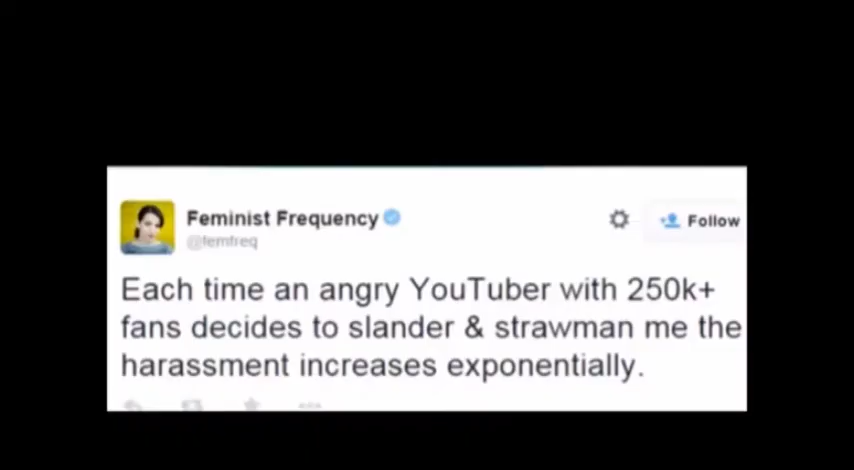 Feminist Frequency
@femfreq
Follow
Each time an angry YouTuber with 250k+
fans decides to slander & strawman me the
harassment increases exponentially.